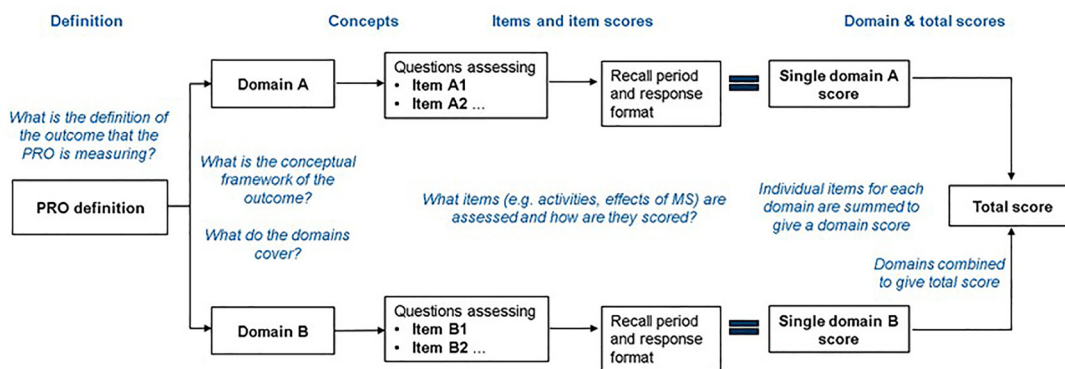 Definition
Concepts
Items and item scores
Domain & total scores
Domain A
Questions assessing
• Item A1
• Item A2 ...
Recall period
and response
format
Single domain A
score
What is the definition of
the outcome that the
PRO is measuring?
What is the conceptual
framework of the
outcome?
What do the domains
cover?
PRO definition
What items (e.g. activities, effects of MS) are
assessed and how are they scored?
Individual items for each
domain are summed to
give a domain score
Total score
Domains combined
to give total score
Domain B
Questions assessing
• Item B1
• Item B2 ...
Recall period
and response
format
Single domain B
score